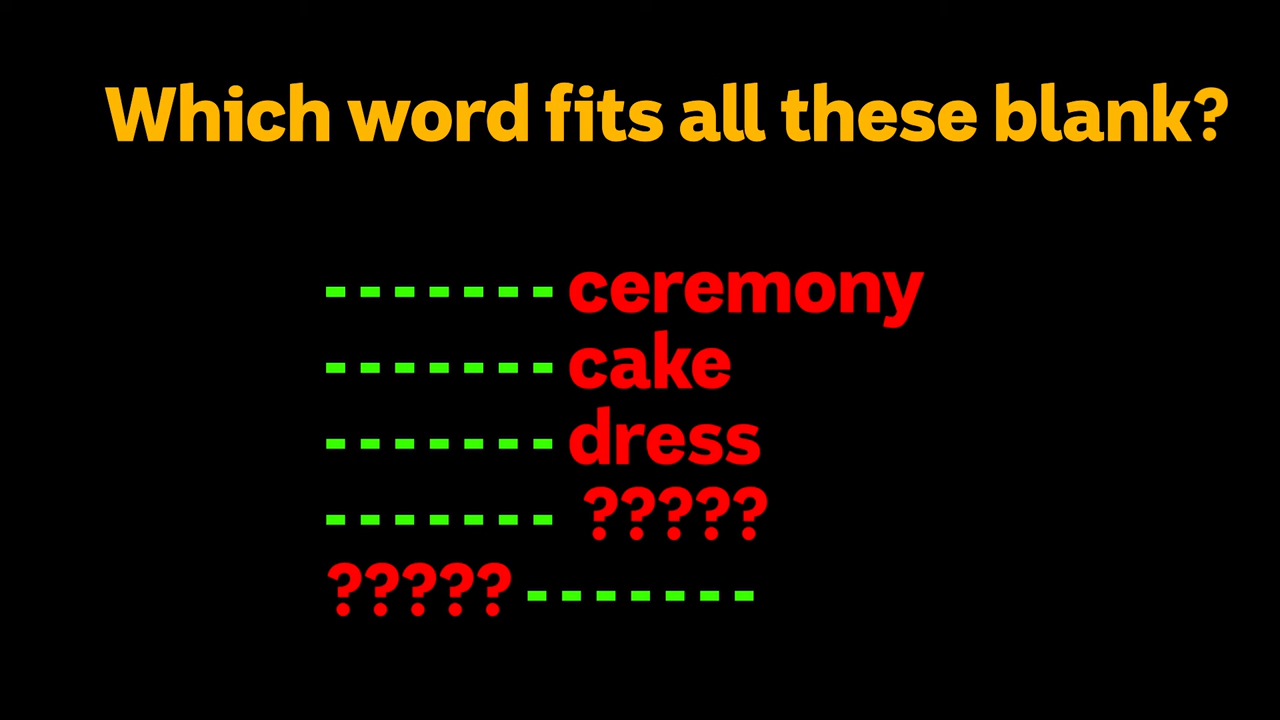 Which word fits all these blank?
- - - - - - - ceremony
- - - - - - - cake
- - - - - - - dress
- - - - - - - ?????
????? - - - - - - -